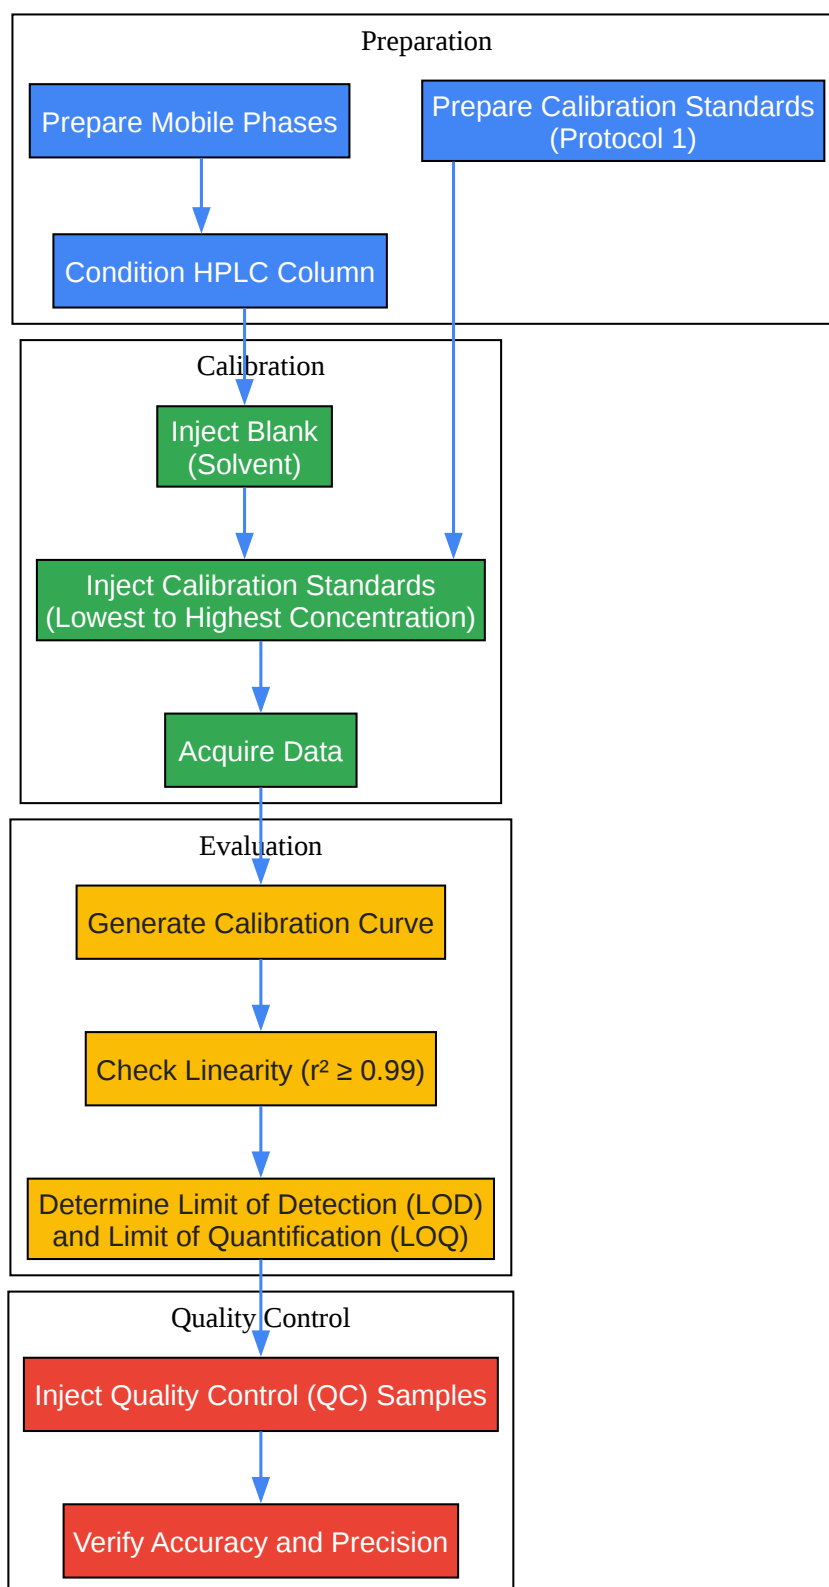 Preparation
Prepare Mobile Phases
Prepare Calibration Standards
(Protocol 1)
Condition HPLC Column
Calibration
Inject Blank
(Solvent)
Inject Calibration Standards
(Lowest to Highest Concentration)
Acquire Data
Evaluation
Generate Calibration Curve
Check Linearity (r² ≥ 0.99)
Determine Limit of Detection (LOD)
and Limit of Quantification (LOQ)
Quality Control
Inject Quality Control (QC) Samples
Verify Accuracy and Precision